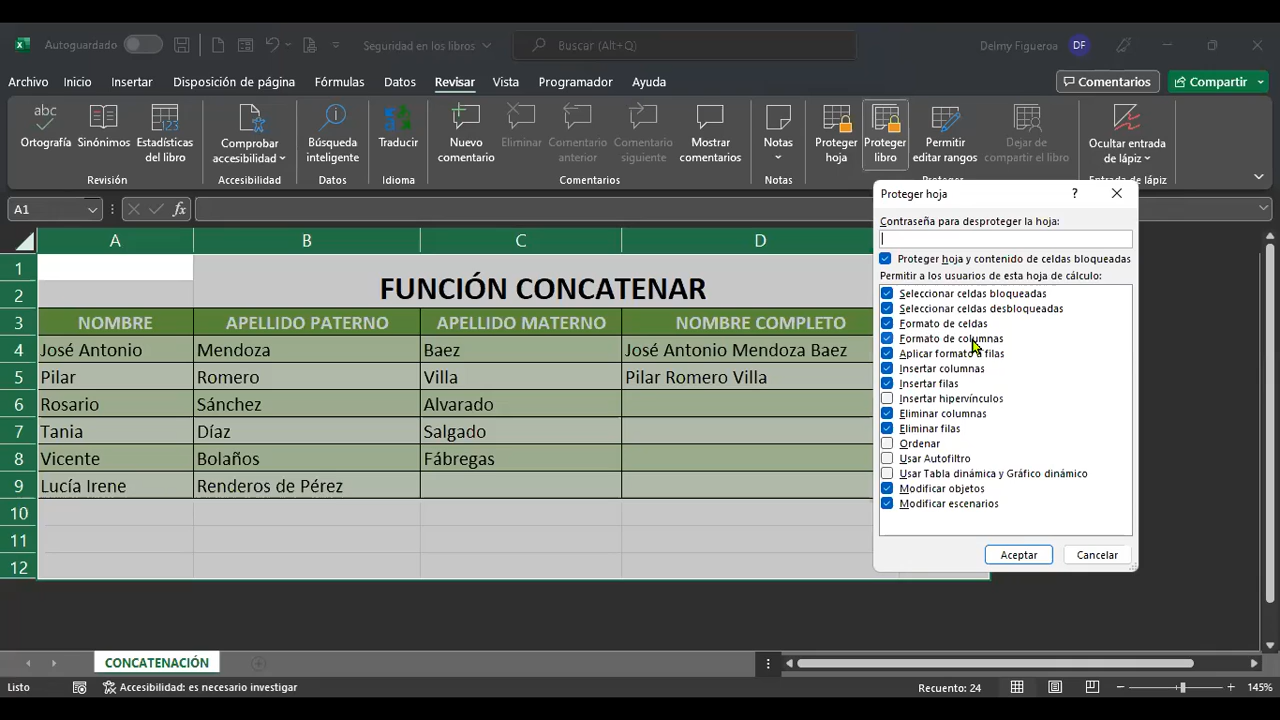 Autoguardado
Seguridad en los libros
Buscar (Alt+Q)
Delmy Figueroa
DF
Archivo
Inicio
Insertar
Disposición de página
Fórmulas
Datos
Revisar
Vista
Programador
Ayuda
Comentarios
Compartir
abc
Ortografía
Sinónimos
123
Estadísticas
del libro
Comprobar
accesibilidad
Búsqueda
inteligente
Traducir
Nuevo
comentario
Eliminar
Comentario
anterior
Comentario
siguiente
Mostrar
comentarios
Notas
Proteger
hoja
Proteger
libro
Permitir
editar rangos
Dejar de
compartir el libro
Ocultar entrada
de lápiz
Revisión
Accesibilidad
Datos
Idioma
Comentarios
Notas
Proteger
Entrada de lápiz
A1
fx
A
B
C
D
1
2
FUNCIÓN CONCATENAR
3
NOMBRE
APELLIDO PATERNO
APELLIDO MATERNO
NOMBRE COMPLETO
4
José Antonio
Mendoza
Baez
José Antonio Mendoza Baez
5
Pilar
Romero
Villa
Pilar Romero Villa
6
Rosario
Sánchez
Alvarado
7
Tania
Díaz
Salgado
8
Vicente
Bolaños
Fábregas
9
Lucía Irene
Renderos de Pérez
10
11
12
Proteger hoja
?
Contraseña para desproteger la hoja:
Proteger hoja y contenido de celdas bloqueadas
Permitir a los usuarios de esta hoja de cálculo:
Seleccionar celdas bloqueadas
Seleccionar celdas desbloqueadas
Formato de celdas
Formato de columnas
Aplicar formato a filas
Insertar columnas
Insertar filas
Insertar hipervínculos
Eliminar columnas
Eliminar filas
Ordenar
Usar Autofiltro
Usar Tabla dinámica y Gráfico dinámico
Modificar objetos
Modificar escenarios
Aceptar
Cancelar
CONCATENACIÓN
Listo
Accesibilidad: es necesario investigar
Recuento: 24
145%